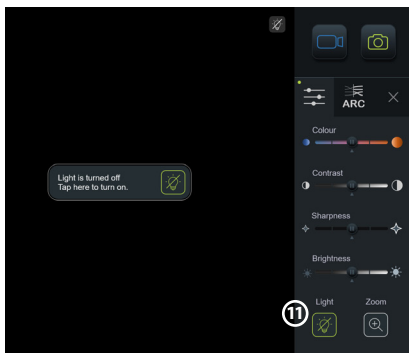 ARC
Colour
Contrast
Light is turned off
Tap here to turn on.
Sharpness
Brightness
11
Light
Zoom